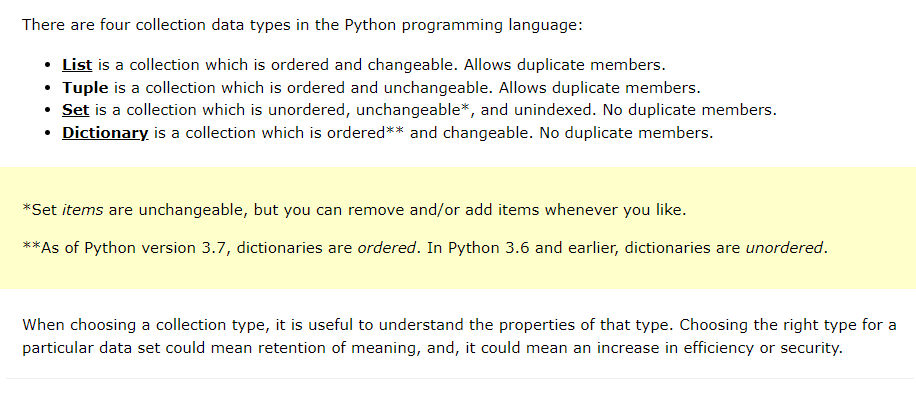 There are four collection data types in the Python programming language:
• List is a collection which is ordered and changeable. Allows duplicate members.
• Tuple is a collection which is ordered and unchangeable. Allows duplicate members.
• Set is a collection which is unordered, unchangeable*, and unindexed. No duplicate members.
• Dictionary is a collection which is ordered** and changeable. No duplicate members.
*Set items are unchangeable, but you can remove and/or add items whenever you like.
**As of Python version 3.7, dictionaries are ordered. In Python 3.6 and earlier, dictionaries are unordered.
When choosing a collection type, it is useful to understand the properties of that type. Choosing the right type for a
particular data set could mean retention of meaning, and, it could mean an increase in efficiency or security.